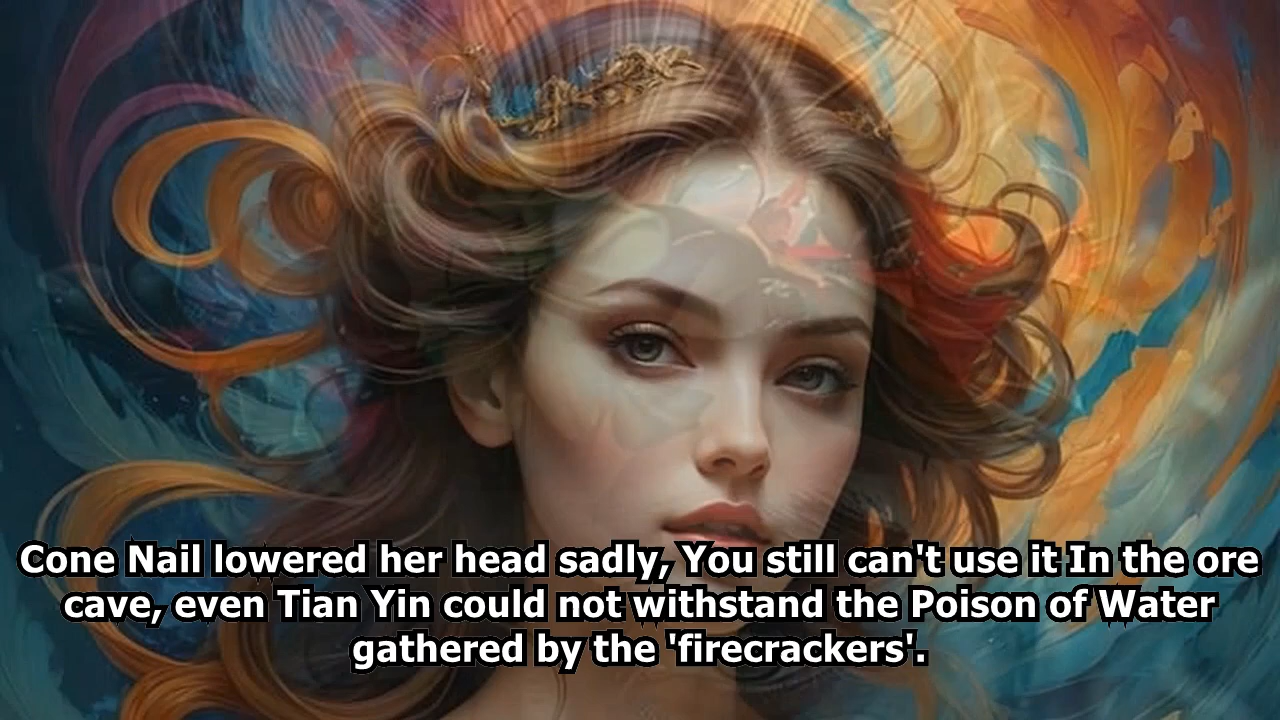 Cone Nail lowered her head sadly, You still can't use it In the ore
cave, even Tian Yin could not withstand the Poison of Water
gathered by the 'firecrackers'.